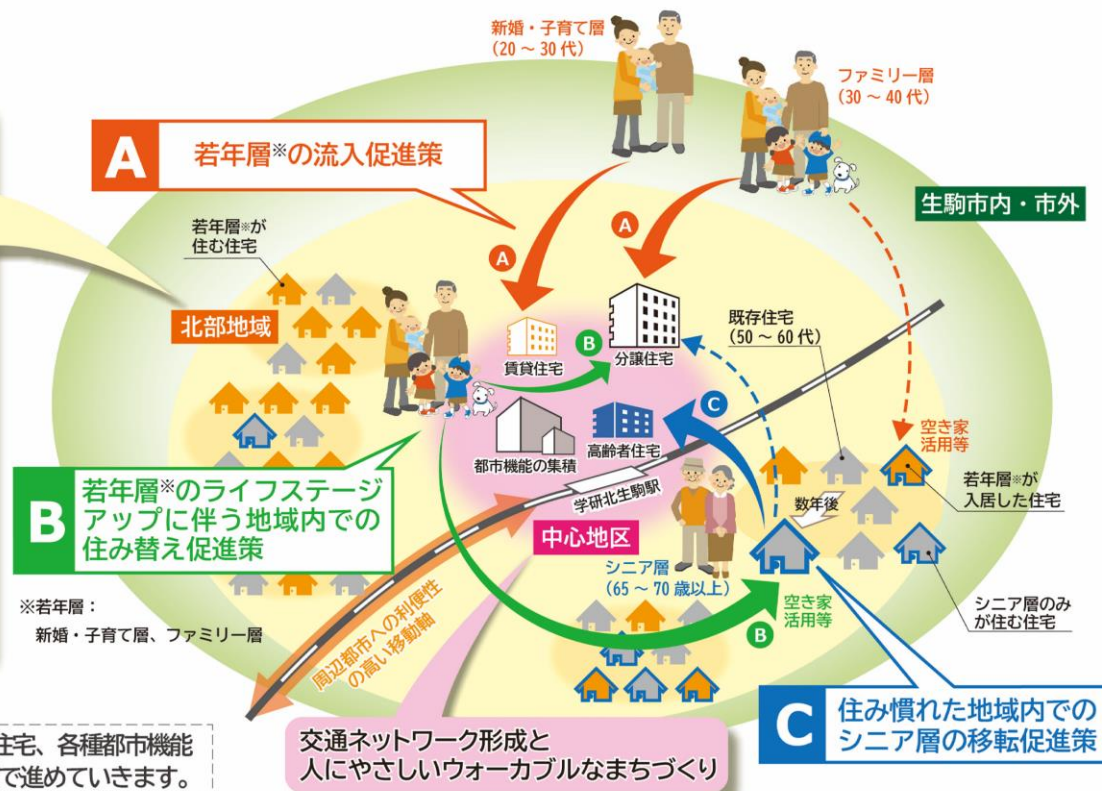 新婚・子育て層
（20～30代）
ファミリー層
（30～40代）
A
若年層※の流入促進策
生駒市内・市外
若年層※が
住む住宅
A
A
北部地域
賃貸住宅
B
分譲住宅
既存住宅
（50～60代）
C
都市機能の集積
高齢者住宅
空き家
活用等
若年層※が
入居した住宅
数年後
学研北生駒駅
中心地区
B
若年層※のライフステージ
アップに伴う地域内での
住み替え促進策
シニア層
（65～70歳以上）
空き家
活用等
B
シニア層のみ
が住む住宅
※若年層：
新婚・子育て層、ファミリー層
周辺都市への利便性
の高い移動軸
C
住み慣れた地域内での
シニア層の移転促進策
交通ネットワーク形成と
人にやさしいウォーカブルなまちづくり
住宅、各種都市機能
で進めていきます。